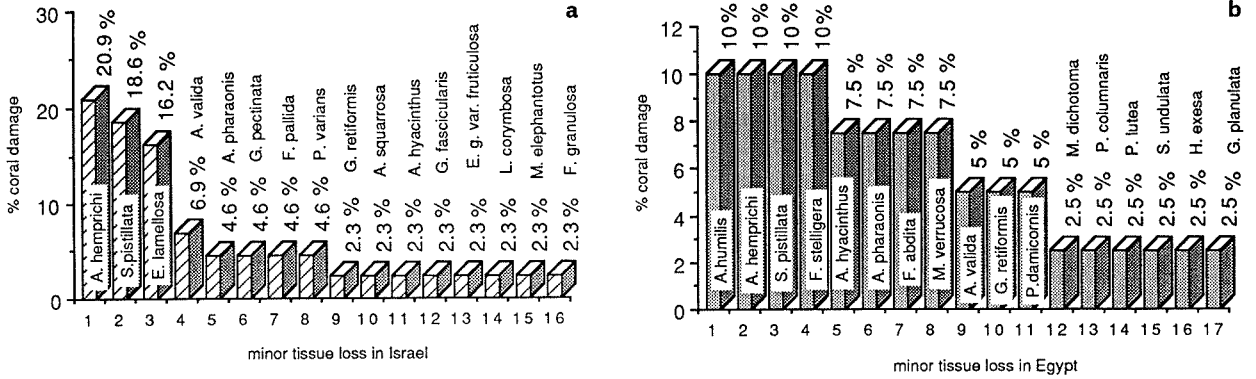 a
% coral damage
30
20
10
0
20.9 %
18.6 %
16.2 %
6.9 %
4.6 %
4.6 %
4.6 %
4.6 %
2.3 %
2.3 %
2.3 %
2.3 %
2.3 %
2.3 %
2.3 %
2.3 %
A. hemprichi
S.pistillata
E. lamellosa
A. valida
A. pharaonis
G. pectinata
F. pallida
P. varians
G. retiformis
A. squarrosa
A. hyacinthus
G. fascicularis
E. g. var. fruticulosa
L. corymbosa
M. elephantotus
F. granulosa
1 2 3 4 5 6 7 8 9 10 11 12 13 14 15 16
minor tissue loss in Israel
b
% coral damage
12
10
8
6
4
2
0
10 %
10 %
10 %
10 %
7.5 %
7.5 %
7.5 %
7.5 %
5 %
5 %
5 %
2.5 %
2.5 %
2.5 %
2.5 %
2.5 %
2.5 %
A.humilis
A. hemprichi
S. pistillata
F. stelligera
A. hyacinthus
A. pharaonis
F. abdita
M. verrucosa
A. valida
G. retiformis
P.damicornis
M. dichotoma
P. columnaris
P. lutea
S. undulata
H. exesa
G. planulata
1 2 3 4 5 6 7 8 9 10 11 12 13 14 15 16 17
minor tissue loss in Egypt